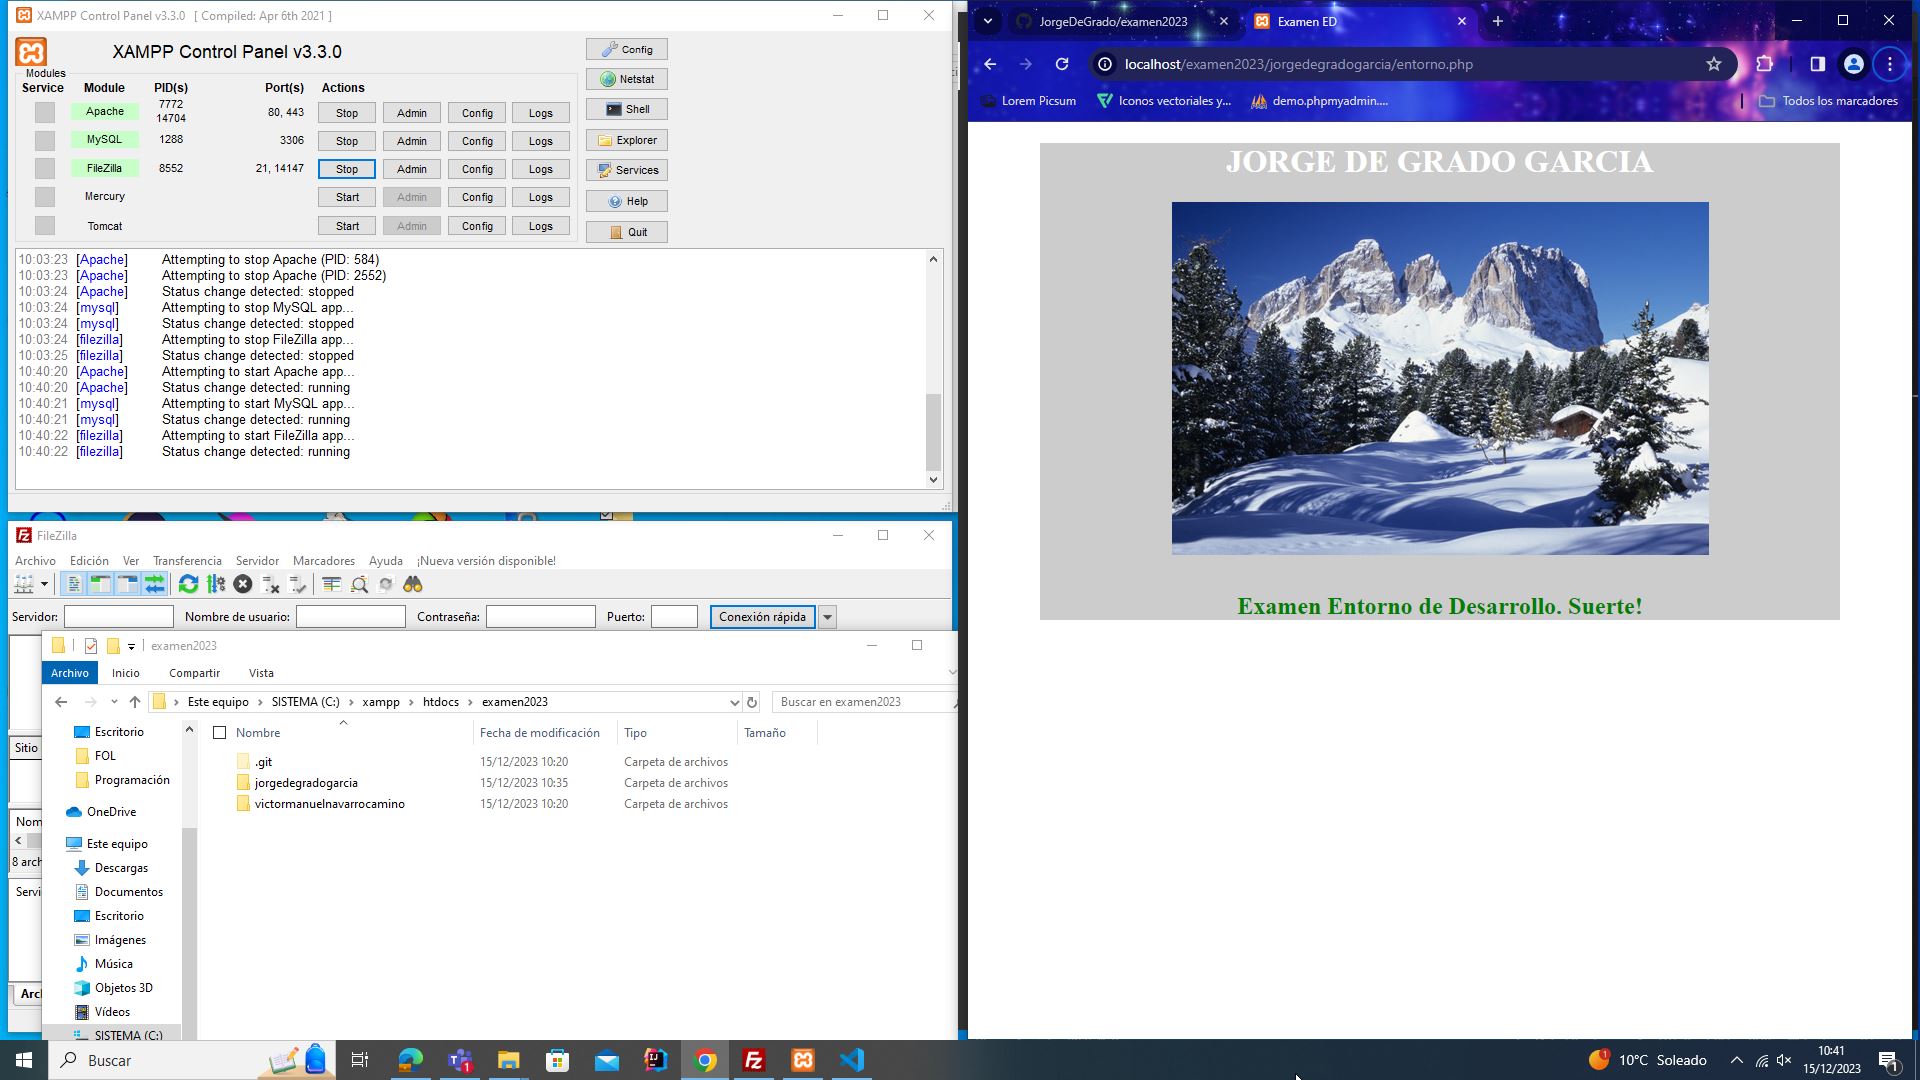 XAMPP Control Panel v3.3.0 [ Compiled: Apr 6th 2021 ]
XAMPP Control Panel v3.3.0
Modules
Service Module PID(s) Port(s) Actions
Apache 7772 14704 80, 443 Stop Admin Config Logs
MySQL 1288 3306 Stop Admin Config Logs
FileZilla 8552 21, 14147 Stop Admin Config Logs
Mercury Start Admin Config Logs
Tomcat Start Admin Config Logs
Config
Netstat
Shell
Explorer
Services
Help
Quit
10:03:23 [Apache] Attempting to stop Apache (PID: 584)
10:03:23 [Apache] Attempting to stop Apache (PID: 2552)
10:03:24 [Apache] Status change detected: stopped
10:03:24 [mysql] Attempting to stop MySQL app...
10:03:24 [mysql] Status change detected: stopped
10:03:24 [filezilla] Attempting to stop FileZilla app...
10:03:25 [filezilla] Status change detected: stopped
10:40:20 [Apache] Attempting to start Apache app...
10:40:20 [Apache] Status change detected: running
10:40:21 [mysql] Attempting to start MySQL app...
10:40:21 [mysql] Status change detected: running
10:40:22 [filezilla] Attempting to start FileZilla app...
10:40:22 [filezilla] Status change detected: running
FileZilla
Archivo Edición Ver Transferencia Servidor Marcadores Ayuda ¡Nueva versión disponible!
Servidor: Nombre de usuario: Contraseña: Puerto: Conexión rápida
Sitio
Nom
8 arch
Servi
Arc
examen2023
Archivo Inicio Compartir Vista
Este equipo > SISTEMA (C:) > xampp > htdocs > examen2023
Buscar en examen2023
Escritorio
FOL
Programación
OneDrive
Este equipo
Descargas
Documentos
Escritorio
Imágenes
Música
Objetos 3D
Vídeos
SISTEMA (C:)
Nombre Fecha de modificación Tipo Tamaño
.git 15/12/2023 10:20 Carpeta de archivos
jorgedegradogarcia 15/12/2023 10:35 Carpeta de archivos
victormanuelnavarrocamino 15/12/2023 10:20 Carpeta de archivos
JorgeDeGrado/examen2023
Examen ED
localhost/examen2023/jorgedegradogarcia/entorno.php
Lorem Picsum
Iconos vectoriales y...
demo.phpmyadmin....
Todos los marcadores
JORGE DE GRADO GARCIA
Examen Entorno de Desarrollo. Suerte!
Buscar
10°C Soleado
10:41
15/12/2023